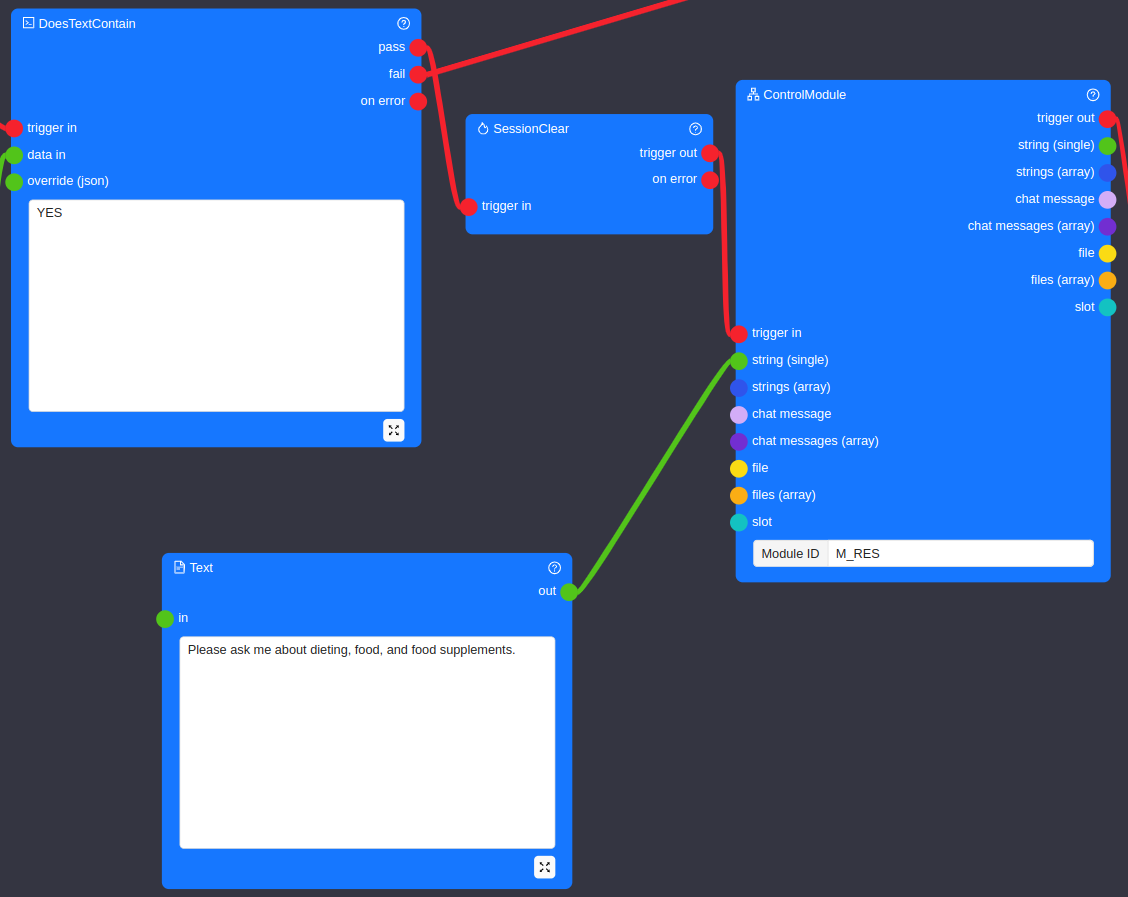 DoesTextContain
pass
fail
on error
trigger in
data in
override (json)
YES
SessionClear
trigger out
on error
trigger in
ControlModule
trigger out
string (single)
strings (array)
chat message
chat messages (array)
file
files (array)
slot
trigger in
string (single)
strings (array)
chat message
chat messages (array)
file
files (array)
slot
Module ID M_RES
Text
out
in
Please ask me about dieting, food, and food supplements.